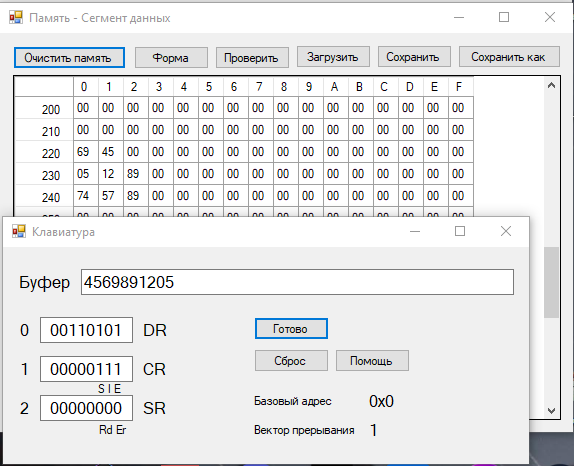 Память - Сегмент данных
Очистить память Форма Проверить Загрузить Сохранить Сохранить как
0 1 2 3 4 5 6 7 8 9 A B C D E F
200 00 00 00 00 00 00 00 00 00 00 00 00 00 00 00 00
210 00 00 00 00 00 00 00 00 00 00 00 00 00 00 00 00
220 69 45 00 00 00 00 00 00 00 00 00 00 00 00 00 00
230 05 12 89 00 00 00 00 00 00 00 00 00 00 00 00 00
240 74 57 89 00 00 00 00 00 00 00 00 00 00 00 00 00
Клавиатура
Буфер 4569891205
0 00110101 DR Готово
1 00000111 CR Сброс Помощь
S I E
2 00000000 SR Базовый адрес 0x0
Rd Er Вектор прерывания 1